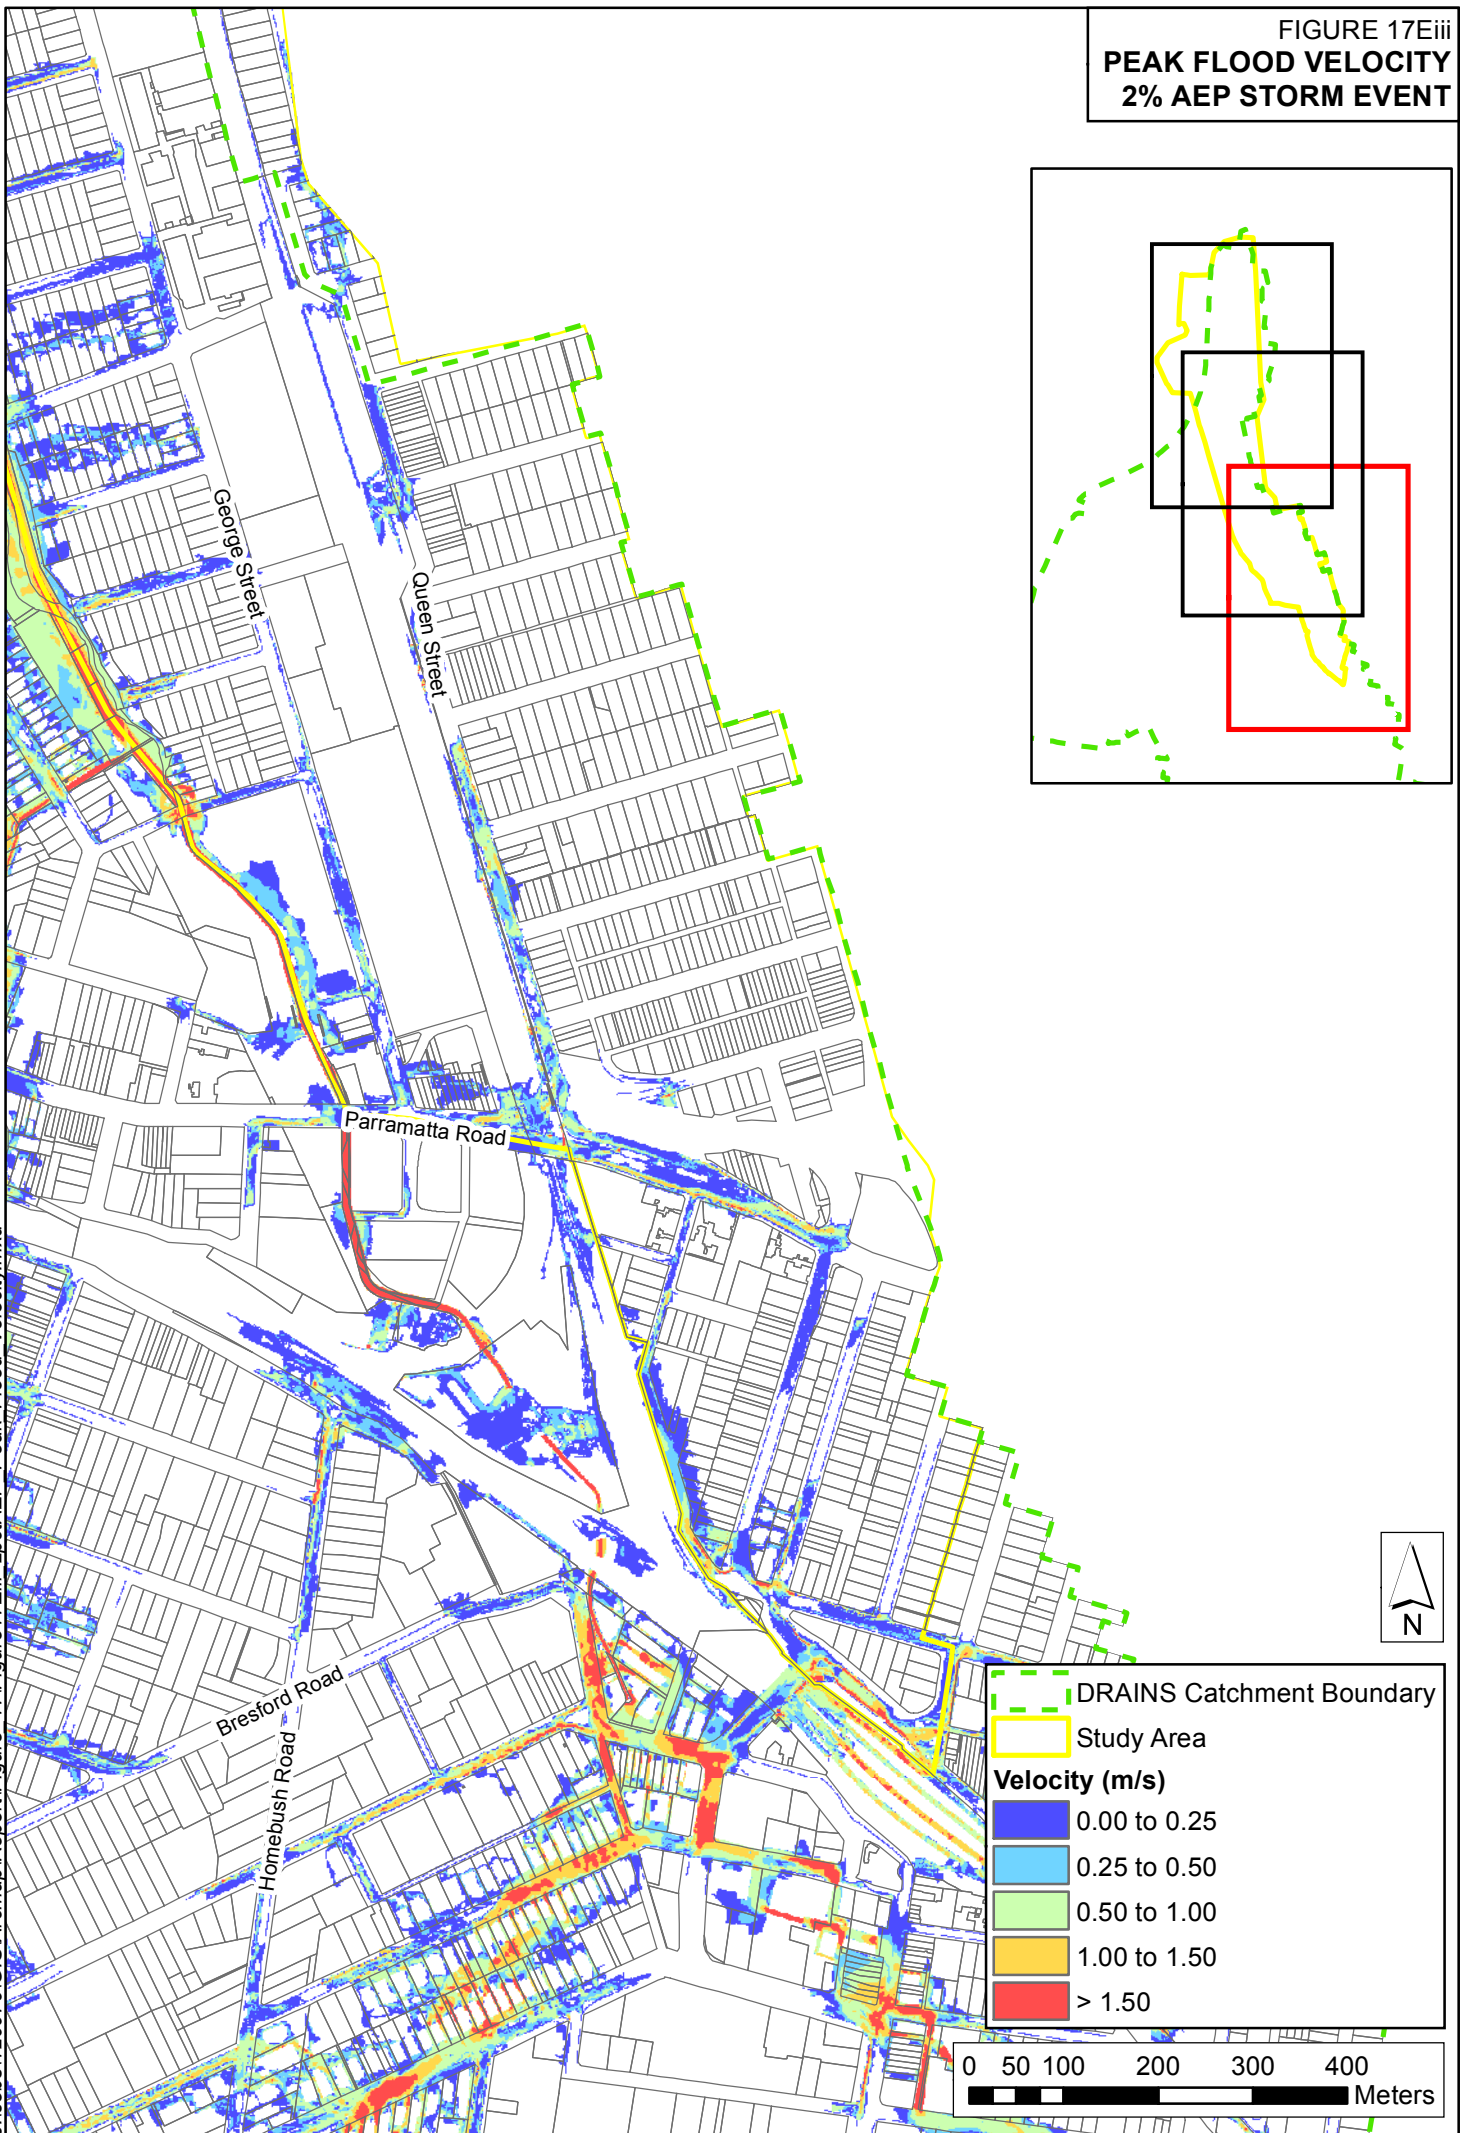 FIGURE 17Eiii
PEAK FLOOD VELOCITY
2% AEP STORM EVENT
George Street
Queen Street
Parramatta Road
Bresford Road
Homebush Road
N
DRAINS Catchment Boundary
Study Area
Velocity (m/s)
0.00 to 0.25
0.25 to 0.50
0.50 to 1.00
1.00 to 1.50
> 1.50
0 50 100 200 300 400
Meters